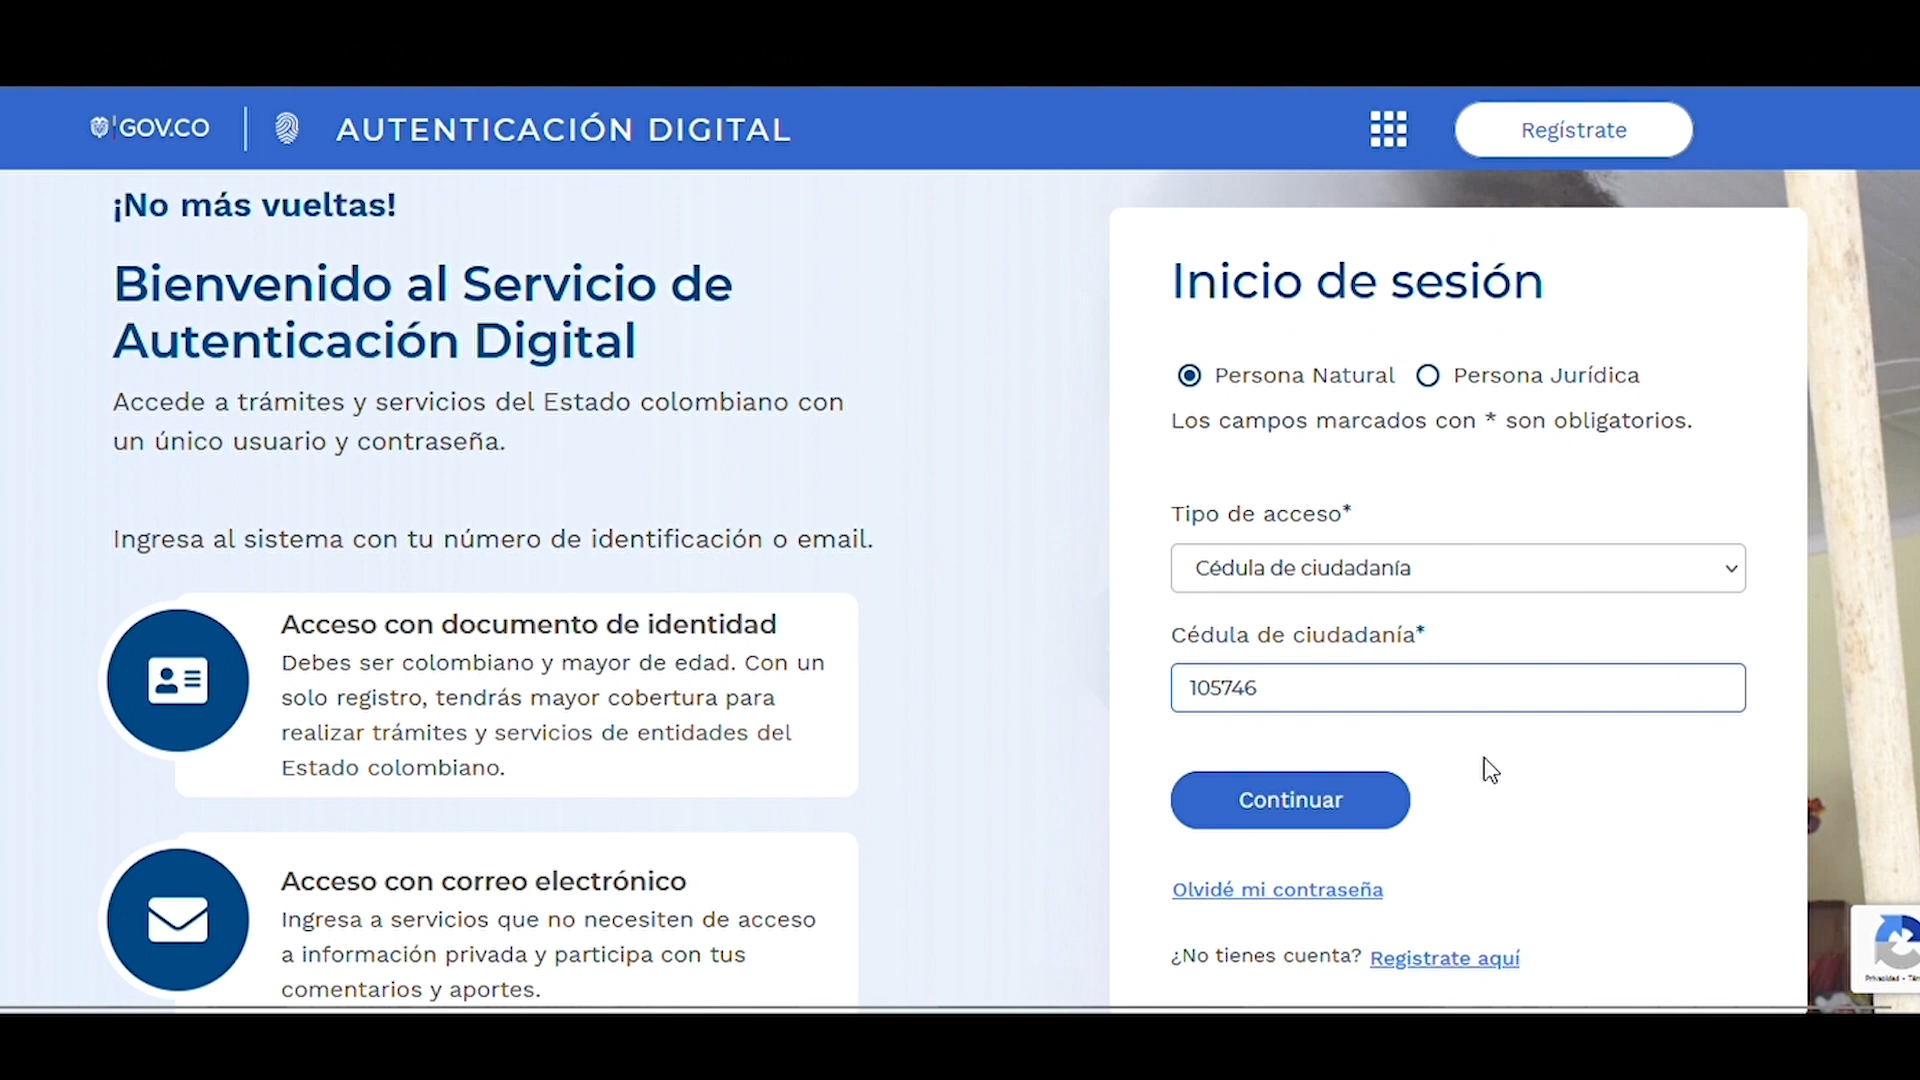 GOV.CO
AUTENTICACIÓN DIGITAL
Regístrate
¡No más vueltas!
Bienvenido al Servicio de
Autenticación Digital
Accede a trámites y servicios del Estado colombiano con
un único usuario y contraseña.
Ingresa al sistema con tu número de identificación o email.
Acceso con documento de identidad
Debes ser colombiano y mayor de edad. Con un
solo registro, tendrás mayor cobertura para
realizar trámites y servicios de entidades del
Estado colombiano.
Acceso con correo electrónico
Ingresa a servicios que no necesiten de acceso
a información privada y participa con tus
comentarios y aportes.
Inicio de sesión
Persona Natural Persona Jurídica
Los campos marcados con * son obligatorios.
Tipo de acceso*
Cédula de ciudadanía
Cédula de ciudadanía*
105746
Continuar
Olvidé mi contraseña
¿No tienes cuenta? Registrate aquí
Privacidad -